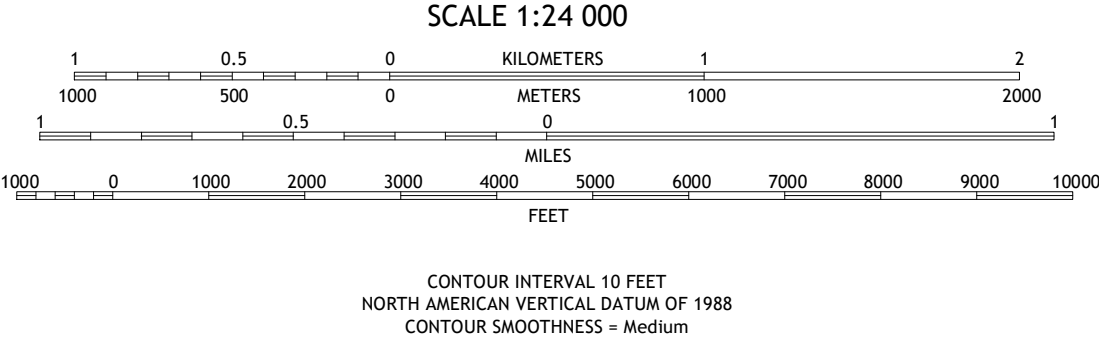 SCALE 1:24 000
1 0.5 0 KILOMETERS 1 2
1000 500 0 METERS 1000 2000
1 0.5 0 1
MILES
1000 0 1000 2000 3000 4000 5000 6000 7000 8000 9000 10000
FEET
CONTOUR INTERVAL 10 FEET
NORTH AMERICAN VERTICAL DATUM OF 1988
CONTOUR SMOOTHNESS = Medium